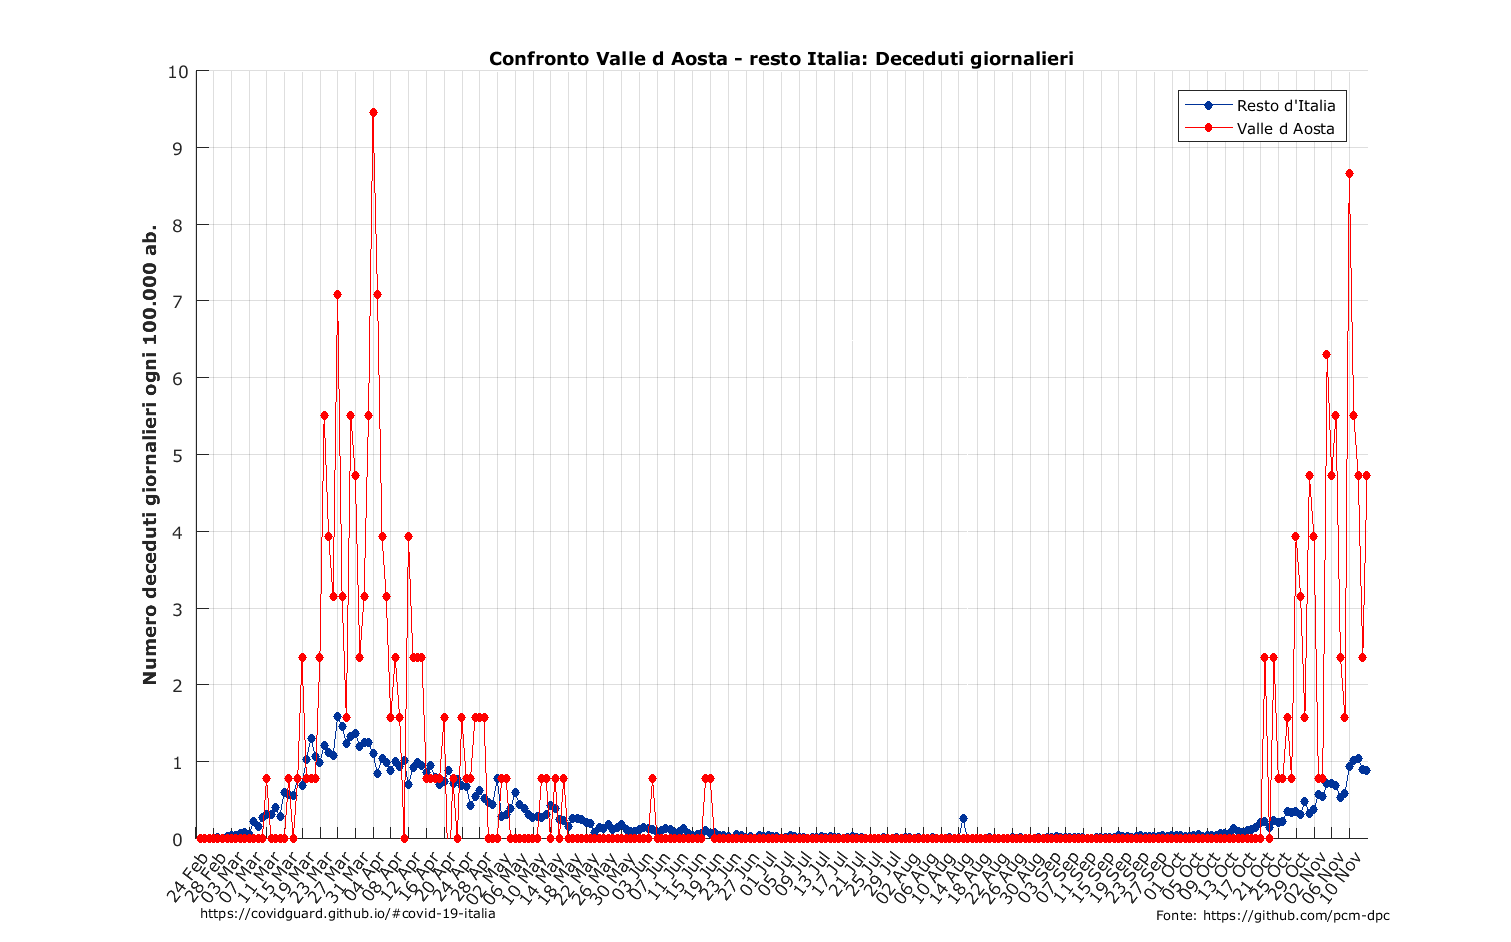 Confronto Valle d Aosta - resto Italia: Deceduti giornalieri
Resto d'Italia
Valle d Aosta
Numero deceduti giornalieri ogni 100.000 ab.
10
9
8
7
6
5
4
3
2
1
0
24 Feb
28 Feb
03 Mar
07 Mar
11 Mar
15 Mar
19 Mar
23 Mar
27 Mar
31 Mar
04 Apr
08 Apr
12 Apr
16 Apr
20 Apr
24 Apr
28 Apr
02 May
06 May
10 May
14 May
18 May
22 May
26 May
30 May
03 Jun
07 Jun
11 Jun
15 Jun
19 Jun
23 Jun
27 Jun
01 Jul
05 Jul
09 Jul
13 Jul
17 Jul
21 Jul
25 Jul
29 Jul
02 Aug
06 Aug
10 Aug
14 Aug
18 Aug
22 Aug
26 Aug
30 Aug
03 Sep
07 Sep
11 Sep
15 Sep
19 Sep
23 Sep
27 Sep
01 Oct
05 Oct
09 Oct
13 Oct
17 Oct
21 Oct
25 Oct
29 Oct
02 Nov
06 Nov
10 Nov
https://covidguard.github.io/#covid-19-italia
Fonte: https://github.com/pcm-dpc